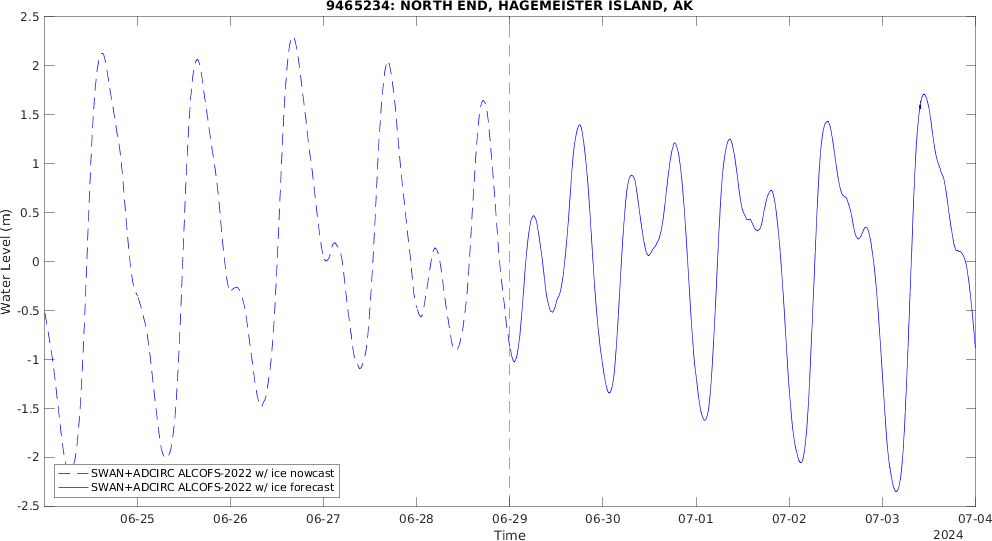 9465234: NORTH END, HAGEMEISTER ISLAND, AK
2.5
2
1.5
1
0.5
0
-0.5
-1
-1.5
-2
-2.5
Water Level (m)
SWAN+ADCIRC ALCOFS-2022 w/ ice nowcast
SWAN+ADCIRC ALCOFS-2022 w/ ice forecast
06-25 06-26 06-27 06-28 06-29 06-30 07-01 07-02 07-03 07-04
Time
2024